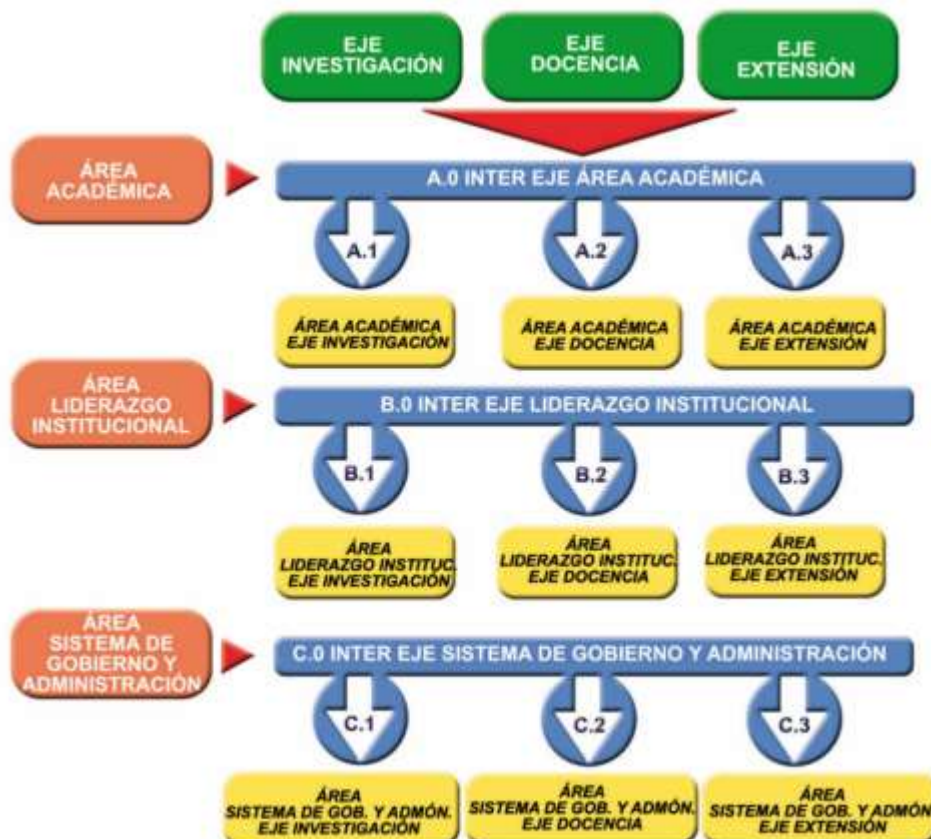 EJE
INVESTIGACIÓN
EJE
DOCENCIA
EJE
EXTENSIÓN
ÁREA
ACADÉMICA
A.0 INTER EJE ÁREA ACADÉMICA
A.1
A.2
A.3
ÁREA ACADÉMICA
EJE INVESTIGACIÓN
ÁREA ACADÉMICA
EJE DOCENCIA
ÁREA ACADÉMICA
EJE EXTENSIÓN
ÁREA
LIDERAZGO
INSTITUCIONAL
B.0 INTER EJE LIDERAZGO INSTITUCIONAL
B.1
B.2
B.3
ÁREA
LIDERAZGO INSTITUC.
EJE INVESTIGACIÓN
ÁREA
LIDERAZGO INSTITUC.
EJE DOCENCIA
ÁREA
LIDERAZGO INSTITUC.
EJE EXTENSIÓN
ÁREA
SISTEMA DE
GOBIERNO Y
ADMINISTRACIÓN
C.0 INTER EJE SISTEMA DE GOBIERNO Y ADMINISTRACIÓN
C.1
C.2
C.3
ÁREA
SISTEMA DE GOB. Y ADMÓN.
EJE INVESTIGACIÓN
ÁREA
SISTEMA DE GOB. Y ADMÓN.
EJE DOCENCIA
ÁREA
SISTEMA DE GOB. Y ADMÓN
EJE EXTENSIÓN